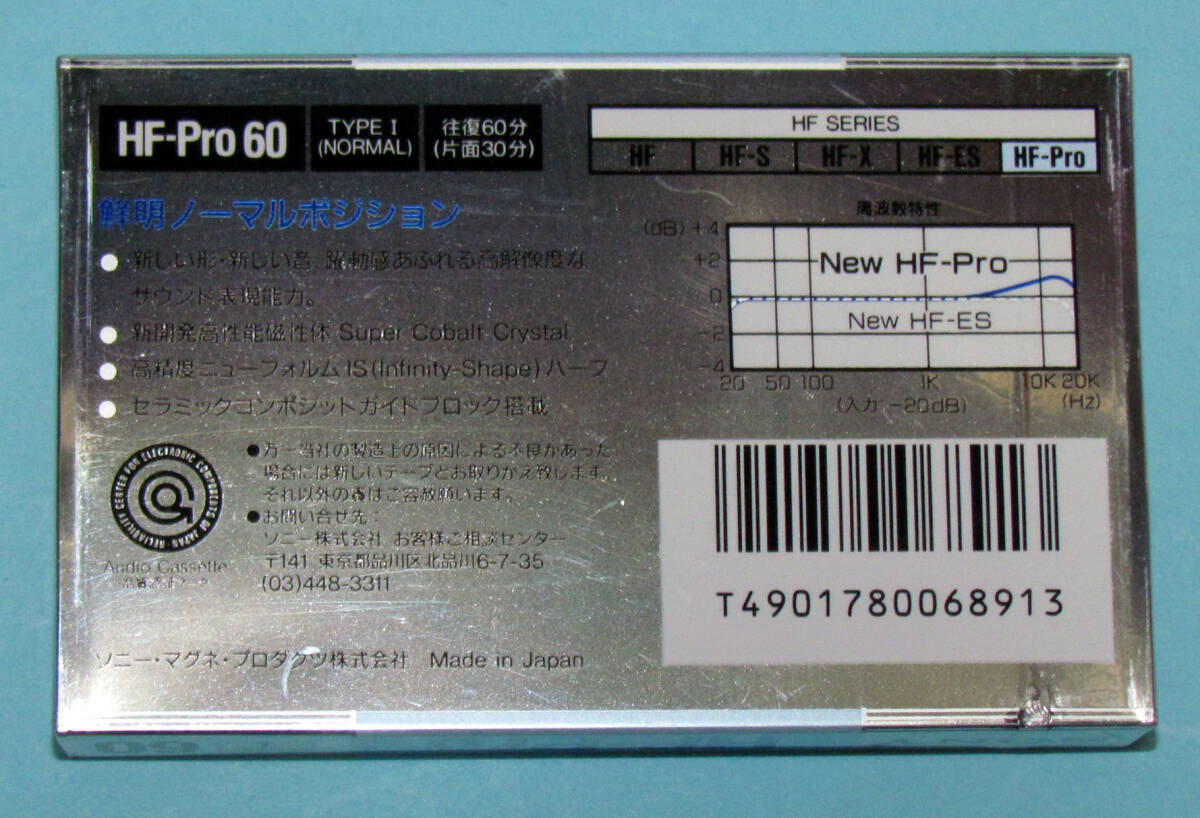 HF-Pro 60
TYPE I
(NORMAL)
往復60分
(片面30分)
HF SERIES
HF HF-S HF-X HF-ES HF-Pro
鮮明ノーマルポジション
● 新しい形・新しい音、躍動感あふれる高解像度な
サウンド表現能力。
● 新開発高性能磁性体 Super Cobalt Crystal
● 高精度ニューフォルムIS(Infinity-Shape)ハーフ
● セラミックコンポジットガイドブロック搭載
周波数特性
(dB) +4
+2
0
-2
-4
New HF-Pro
New HF-ES
20 50 100 1K 10K 20K
(入力 -20dB) (Hz)
RELIABILITY CENTER FOR ELECTRONIC COMPONENTS OF JAPAN
Audio Cassette
●万一当社の製造上の原因による不良があった
場合には新しいテープとお取りかえ致します。
それ以外の責はご容赦願います。
●お問い合せ先：
ソニー株式会社 お客様ご相談センター
〒141 東京都品川区北品川6-7-35
(03)448-3311
T4901780068913
ソニー・マグネ・プロダクツ株式会社 Made in Japan